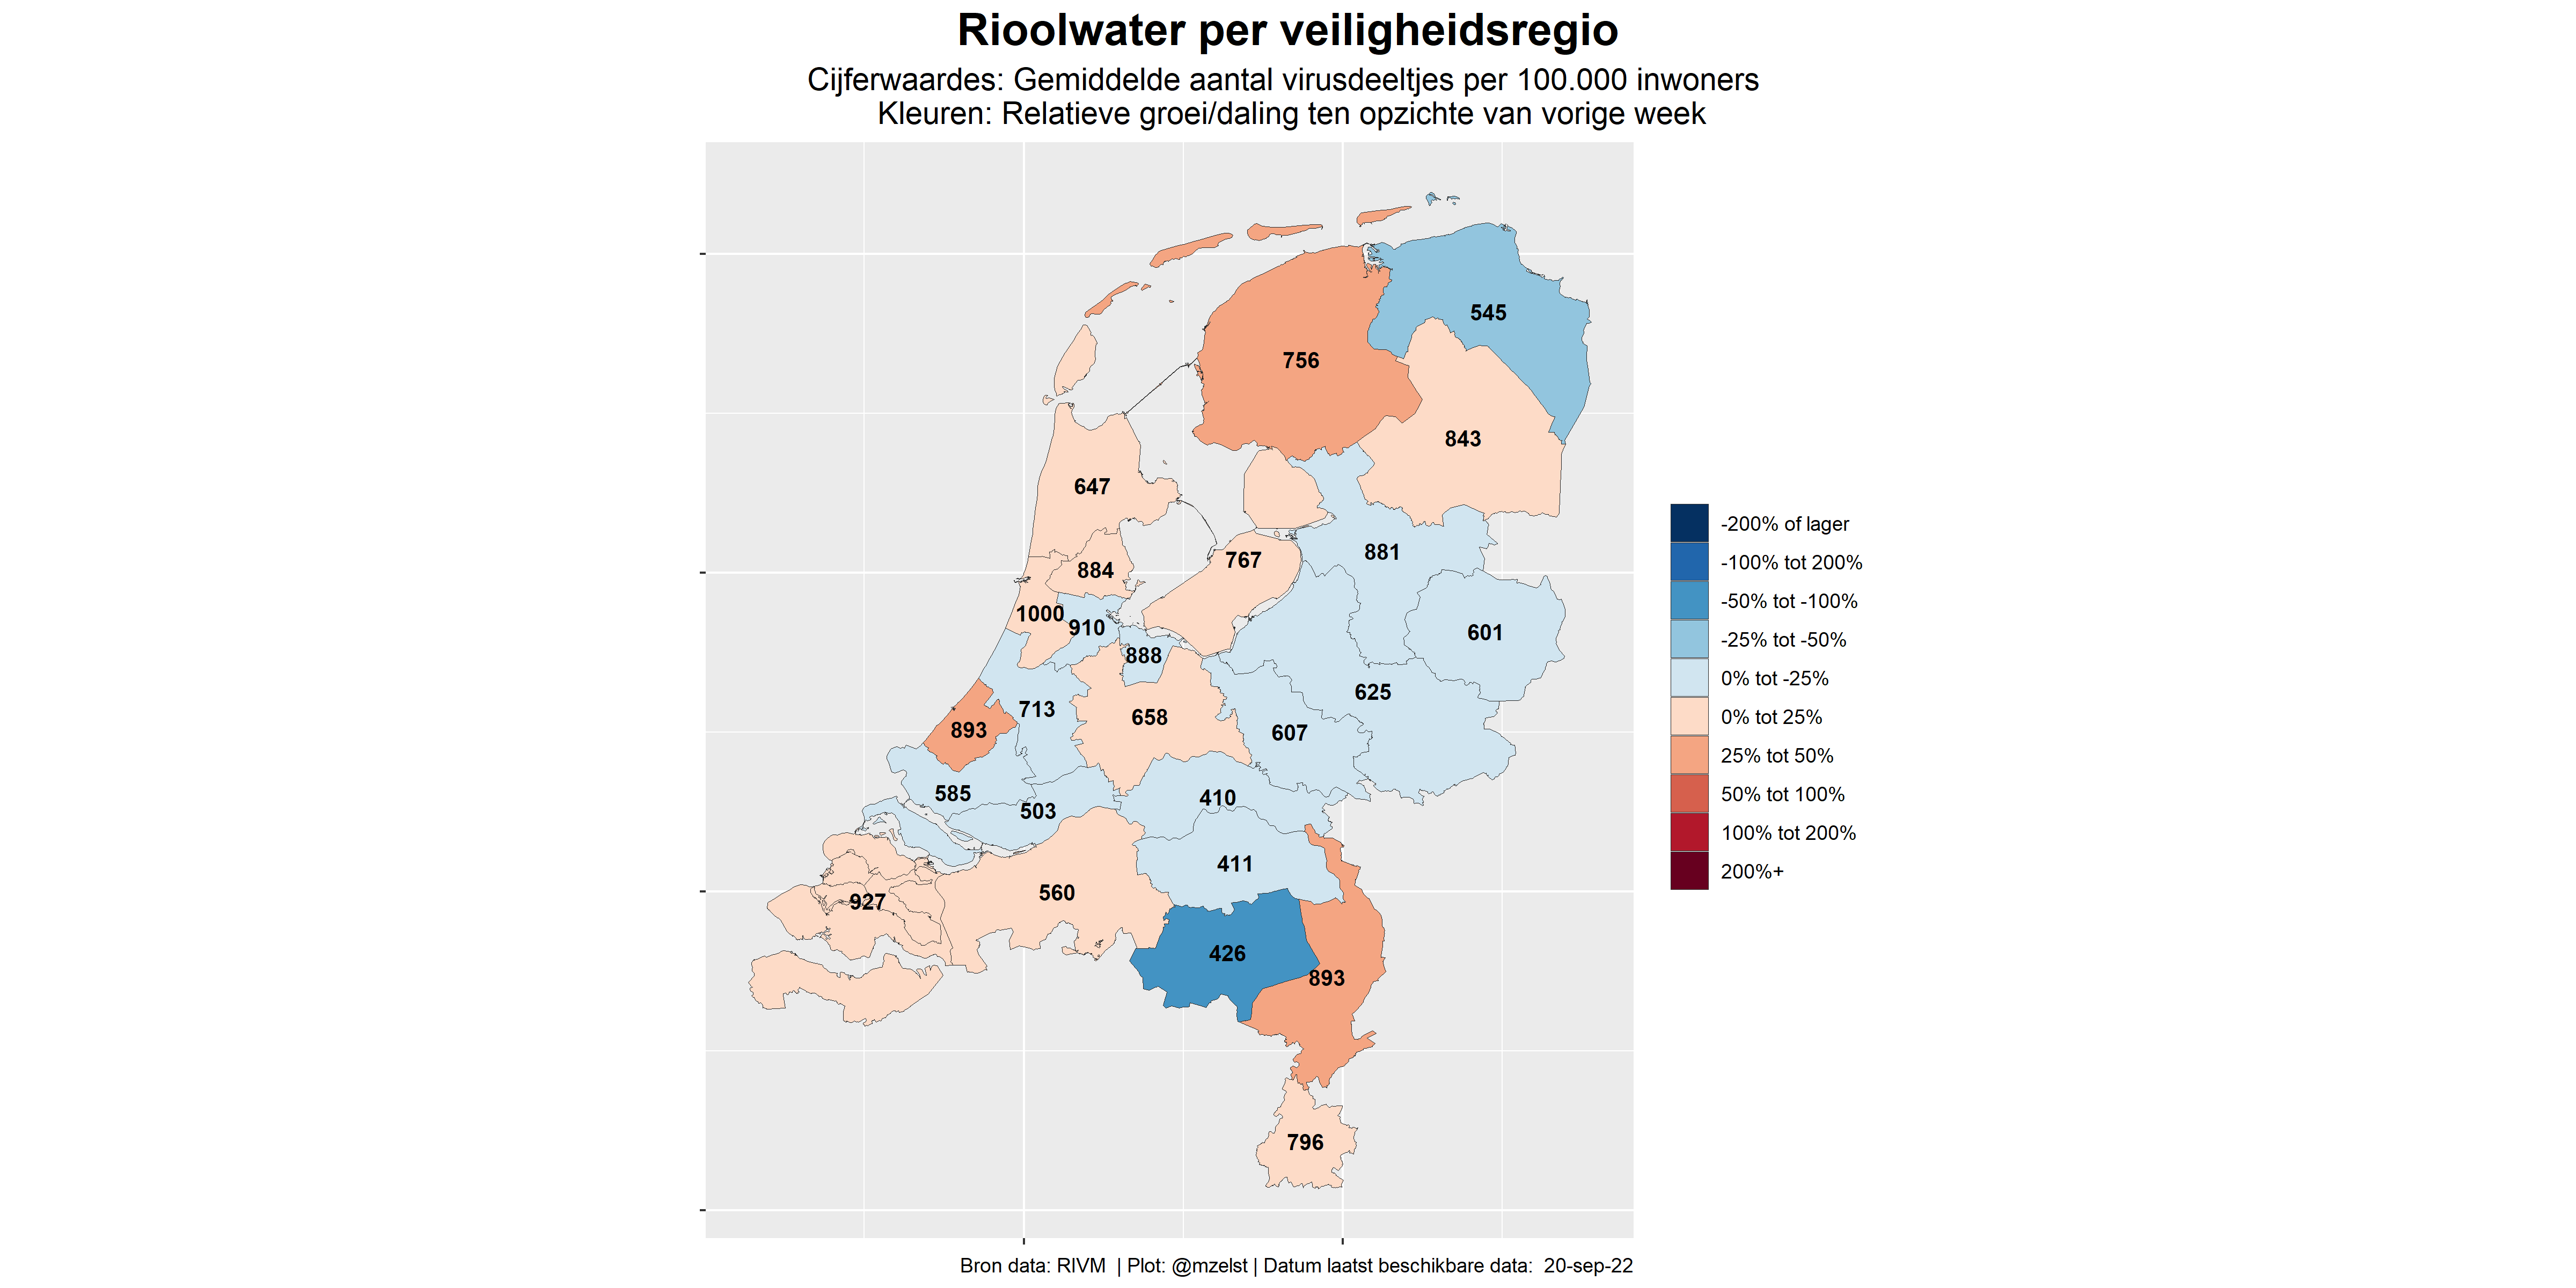 Rioolwater per veiligheidsregio
Cijferwaardes: Gemiddelde aantal virusdeeltjes per 100.000 inwoners
Kleuren: Relatieve groei/daling ten opzichte van vorige week
545
756
843
647
881
767
884
1000
910
601
888
625
713
658
893
607
585
410
503
411
560
927
426
893
796
-200% of lager
-100% tot 200%
-50% tot -100%
-25% tot -50%
0% tot -25%
0% tot 25%
25% tot 50%
50% tot 100%
100% tot 200%
200%+
Bron data: RIVM | Plot: @mzelst | Datum laatst beschikbare data: 20-sep-22